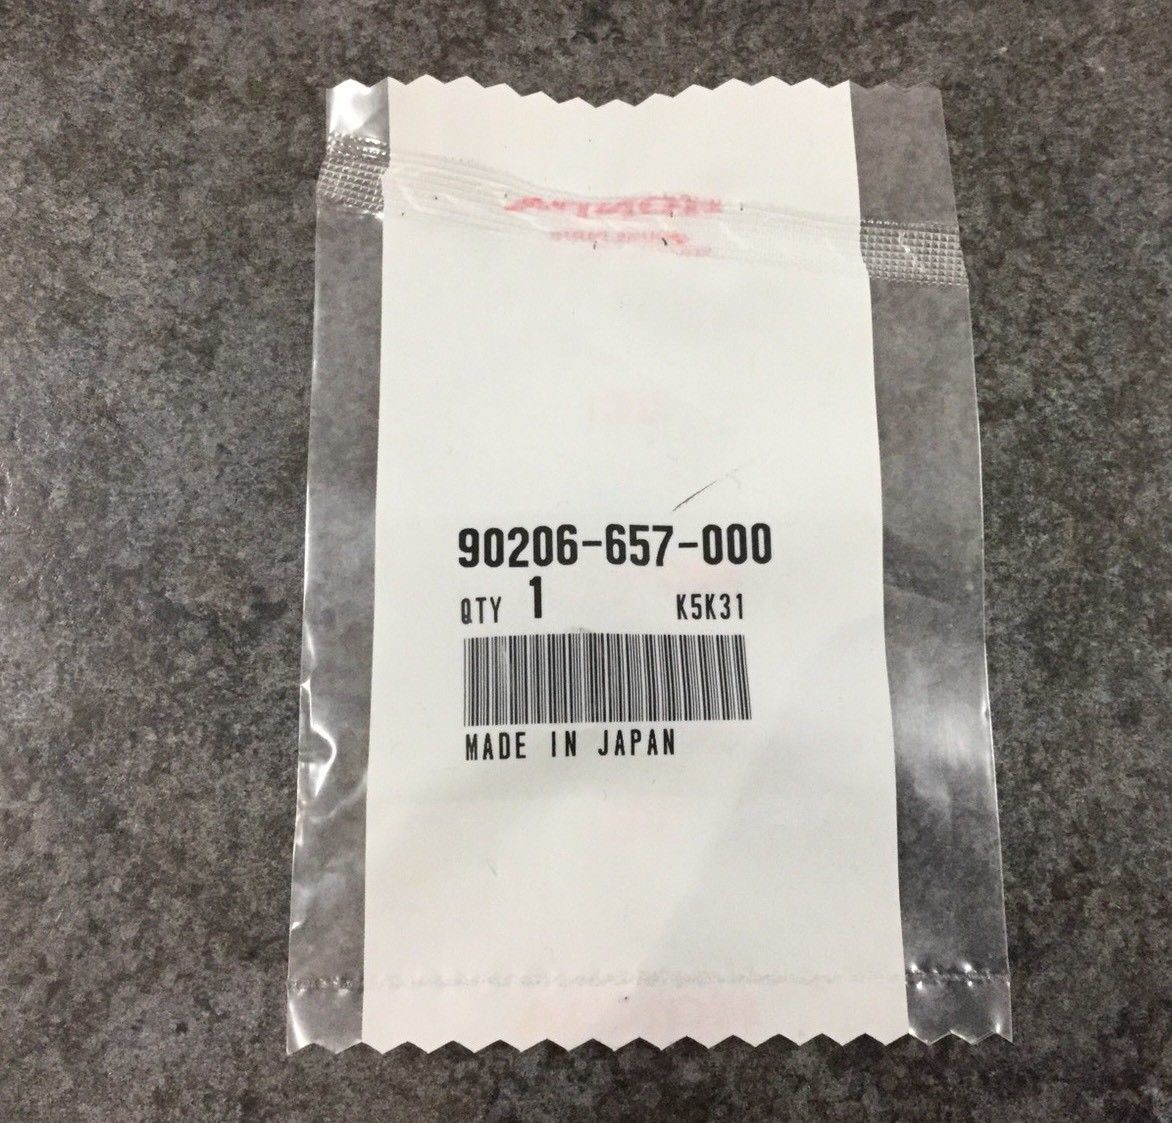 90206-657-000
QTY 1 K5K31
MADE IN JAPAN